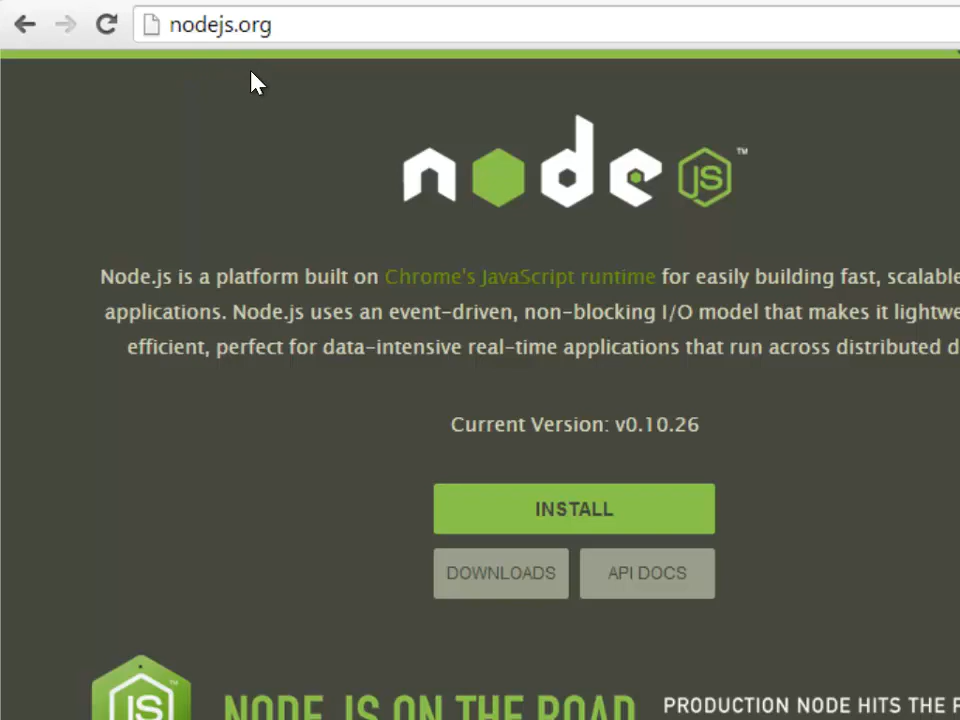 nodejs.org
node JS ™
Node.js is a platform built on Chrome's JavaScript runtime for easily building fast, scalable
applications. Node.js uses an event-driven, non-blocking I/O model that makes it
efficient, perfect for data-intensive real-time applications that run across distributed
Current Version: v0.10.26
INSTALL
DOWNLOADS API DOCS
JS ™
NODE.JS ON THE ROAD PRODUCTION NODE HITS THE